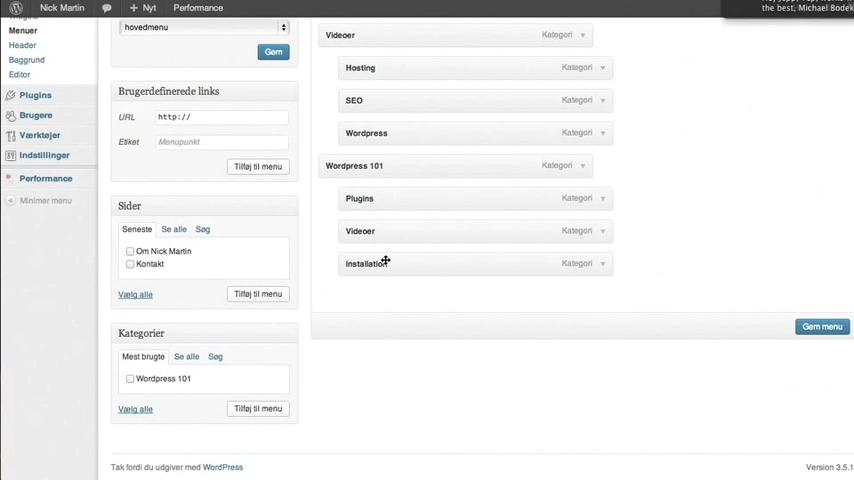 Nick Martin
Nyt
Performance
the best, Michael Bodek
Menuer
Header
Baggrund
Editor
Plugins
Brugere
Værktøjer
Indstillinger
Performance
Minimer menu
hovedmenu
Gem
Brugerdefinerede links
URL http://
Etiket Menupunkt
Tilføj til menu
Sider
Seneste Se alle Søg
Om Nick Martin
Kontakt
Vælg alle Tilføj til menu
Kategorier
Mest brugte Se alle Søg
Wordpress 101
Vælg alle Tilføj til menu
Videoer Kategori
Hosting Kategori
SEO Kategori
Wordpress Kategori
Wordpress 101 Kategori
Plugins Kategori
Videoer Kategori
Installation Kategori
Gem menu
Tak fordi du udgiver med WordPress
Version 3.5.1